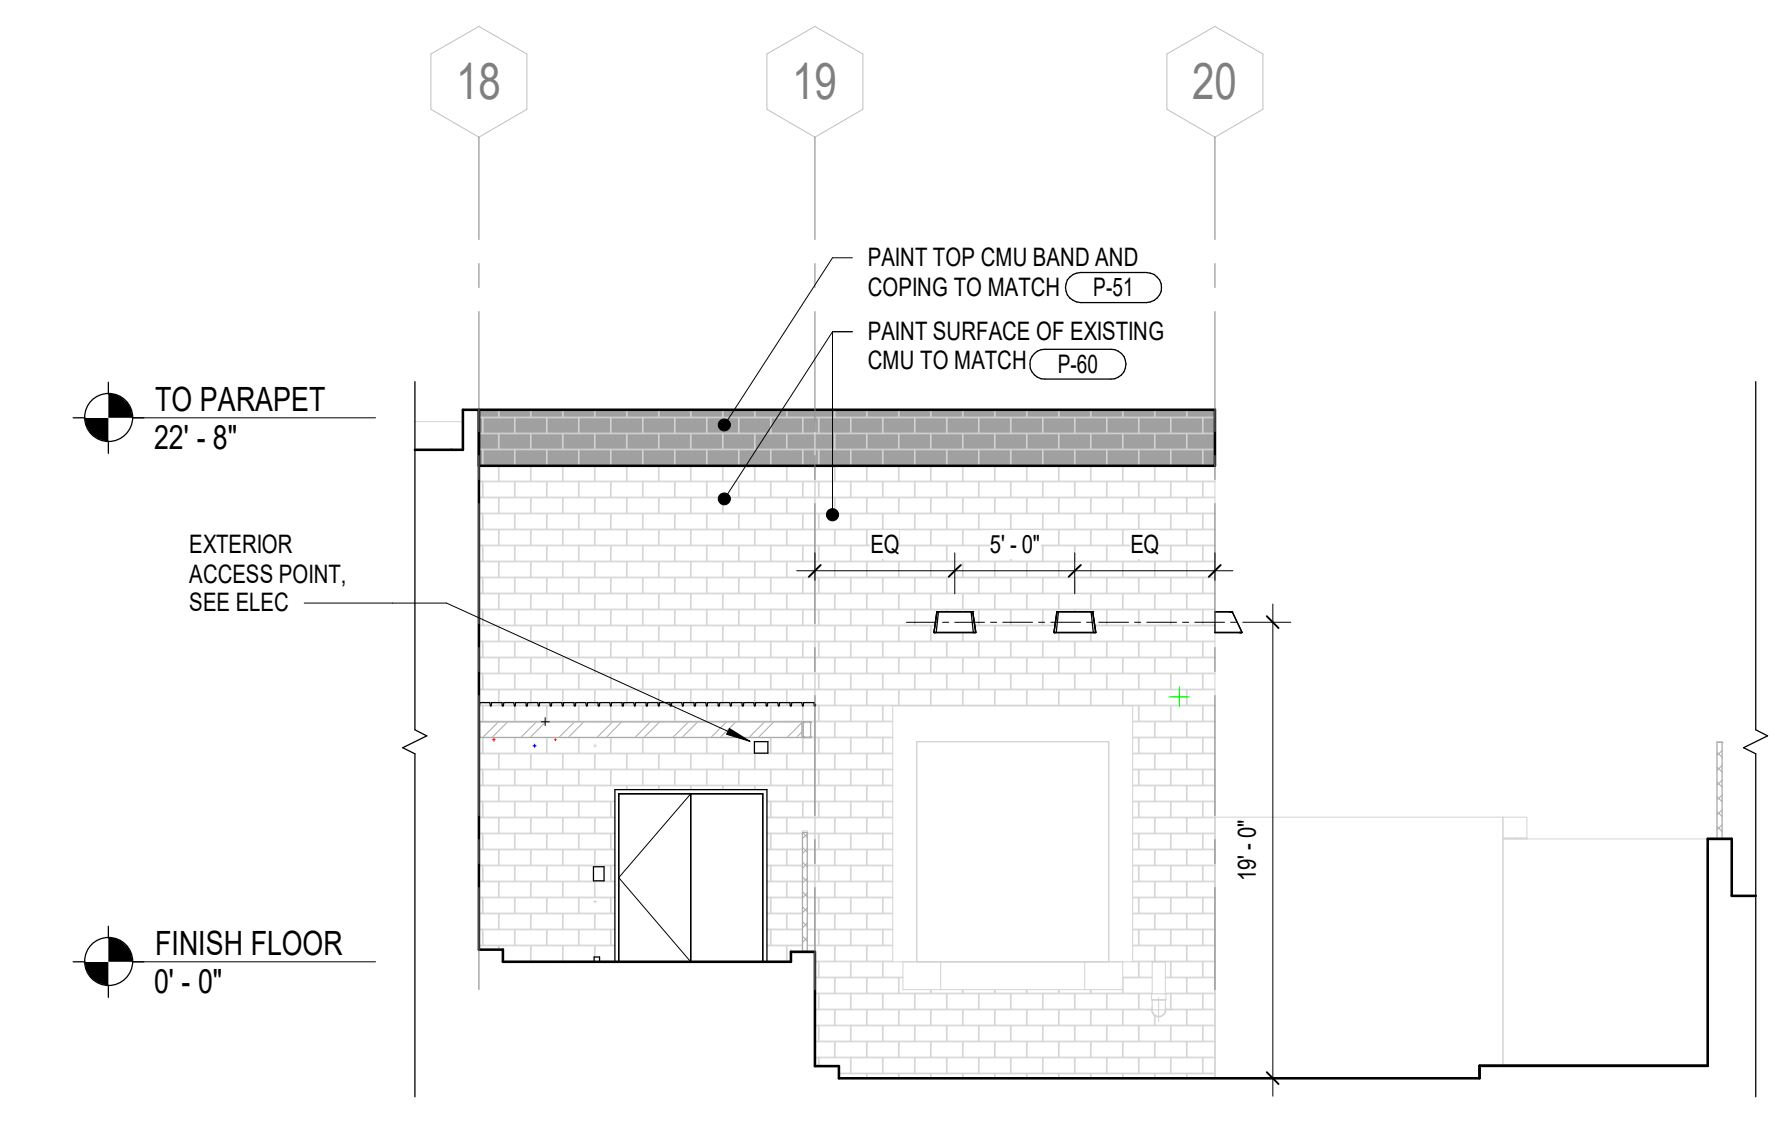 18
19
20
PAINT TOP CMU BAND AND
COPING TO MATCH P-51
PAINT SURFACE OF EXISTING
CMU TO MATCH P-60
TO PARAPET
22' - 8"
EXTERIOR
ACCESS POINT,
SEE ELEC
EQ 5' - 0" EQ
19' - 0"
FINISH FLOOR
0' - 0"